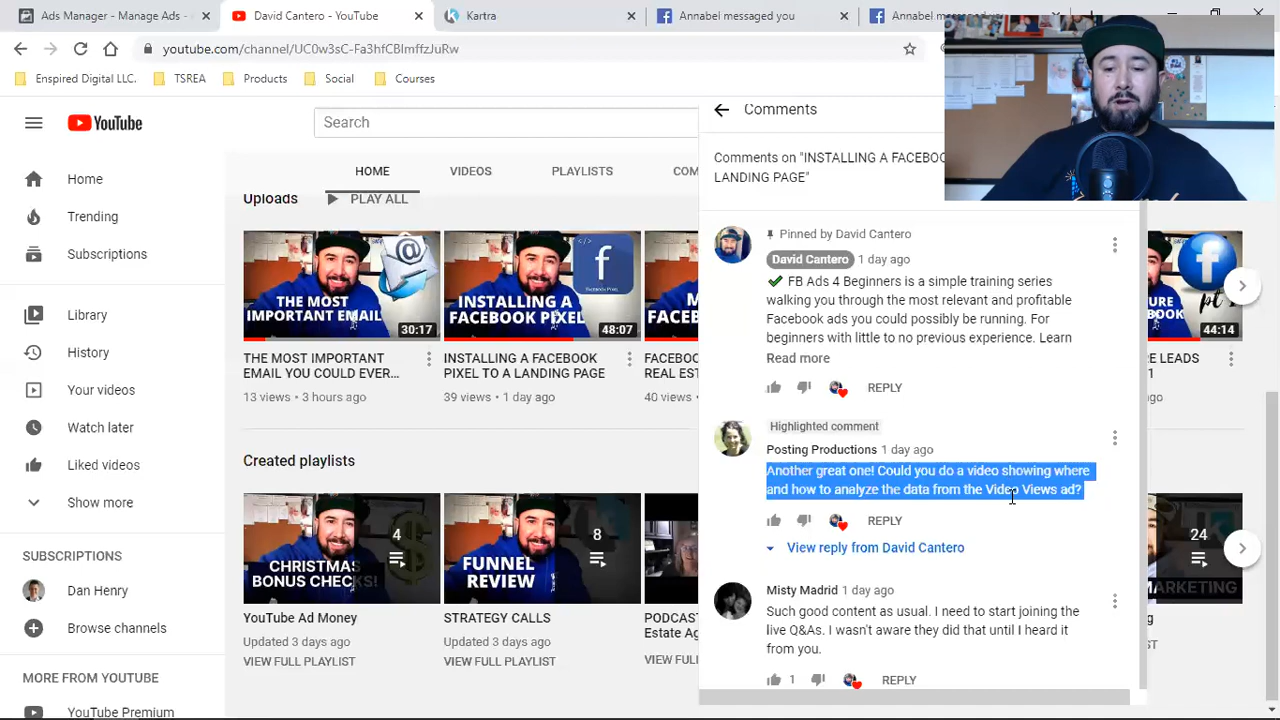 Ads Manager - Manage Ads -
David Cantero - YouTube
Kartra
Annabel messaged you
youtube.com/channel/
Enspired Digital LLC.
TSREA
Products
Social
Courses
YouTube
Search
Home
Trending
Subscriptions
Library
History
Your videos
Watch later
Liked videos
Show more
SUBSCRIPTIONS
Dan Henry
Browse channels
MORE FROM YOUTUBE
YouTube Premium
HOME
VIDEOS
PLAYLISTS
Uploads
PLAY ALL
THE MOST
IMPORTANT EMAIL
30:17
THE MOST IMPORTANT
EMAIL YOU COULD EVER...
13 views • 3 hours ago
INSTALLING A
FACEBOOK PIXEL
48:07
INSTALLING A FACEBOOK
PIXEL TO A LANDING PAGE
39 views • 1 day ago
40 views •
44:14
Created playlists
CHRISTMAS
BONUS CHECKS!
4
YouTube Ad Money
Updated 3 days ago
VIEW FULL PLAYLIST
FUNNEL
REVIEW
8
STRATEGY CALLS
Updated 3 days ago
VIEW FULL PLAYLIST
24
Comments
LANDING PAGE"
Pinned by David Cantero
David Cantero 1 day ago
FB Ads 4 Beginners is a simple training series
walking you through the most relevant and profitable
Facebook ads you could possibly be running. For
beginners with little to no previous experience. Learn
Read more
REPLY
Highlighted comment
Posting Productions 1 day ago
Another great one! Could you do a video showing where
and how to analyze the data from the Video Views ad?
REPLY
View reply from David Cantero
Misty Madrid 1 day ago
Such good content as usual. I need to start joining the
live Q&As. I wasn't aware they did that until I heard it
from you.
1 REPLY